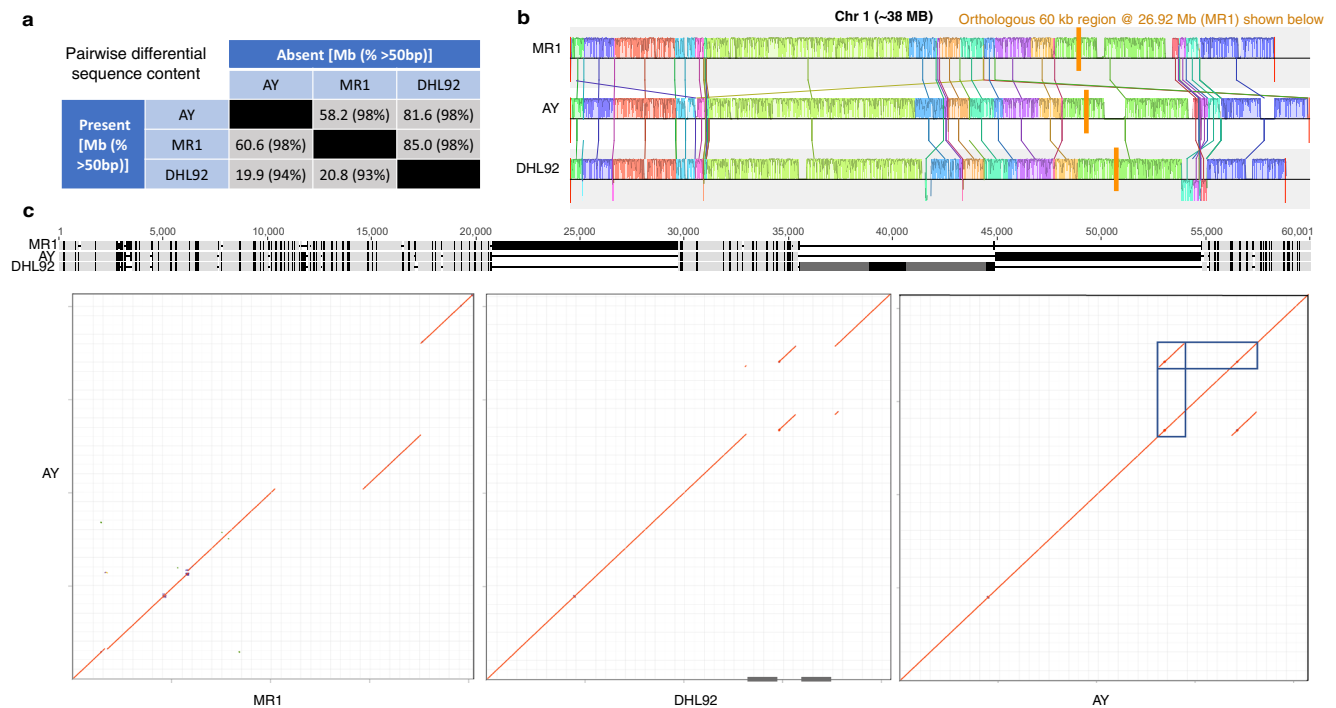 a
Pairwise differential
sequence content
Absent [Mb (% >50bp)]
AY MR1 DHL92
Present
[Mb (%
>50bp)]
AY 58.2 (98%) 81.6 (98%)
MR1 60.6 (98%) 85.0 (98%)
DHL92 19.9 (94%) 20.8 (93%)
b
Chr 1 (~38 MB)
Orthologous 60 kb region @ 26.92 Mb (MR1) shown below
MR1
AY
DHL92
c
1 5,000 10,000 15,000 20,000 25,000 30,000 35,000 40,000 45,000 50,000 55,000 60,001
MR1
AY
DHL92
AY
MR1 DHL92 AY